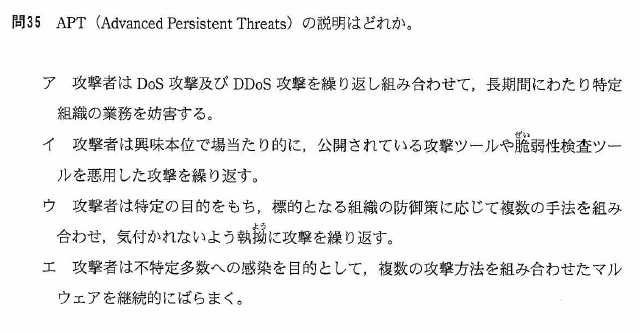 問35 APT（Advanced Persistent Threats）の説明はどれか。
ア 攻撃者は DoS 攻撃及び DDoS 攻撃を繰り返し組み合わせて，長期間にわたり特定
組織の業務を妨害する。
イ 攻撃者は興味本位で場当たり的に，公開されている攻撃ツールや脆弱性検査ツー
ぜい
ルを悪用した攻撃を繰り返す。
ウ 攻撃者は特定の目的をもち，標的となる組織の防御策に応じて複数の手法を組み
合わせ，気付かれないよう執拗に攻撃を繰り返す。
よう
エ 攻撃者は不特定多数への感染を目的として，複数の攻撃方法を組み合わせたマル
ウェアを継続的にばらまく。